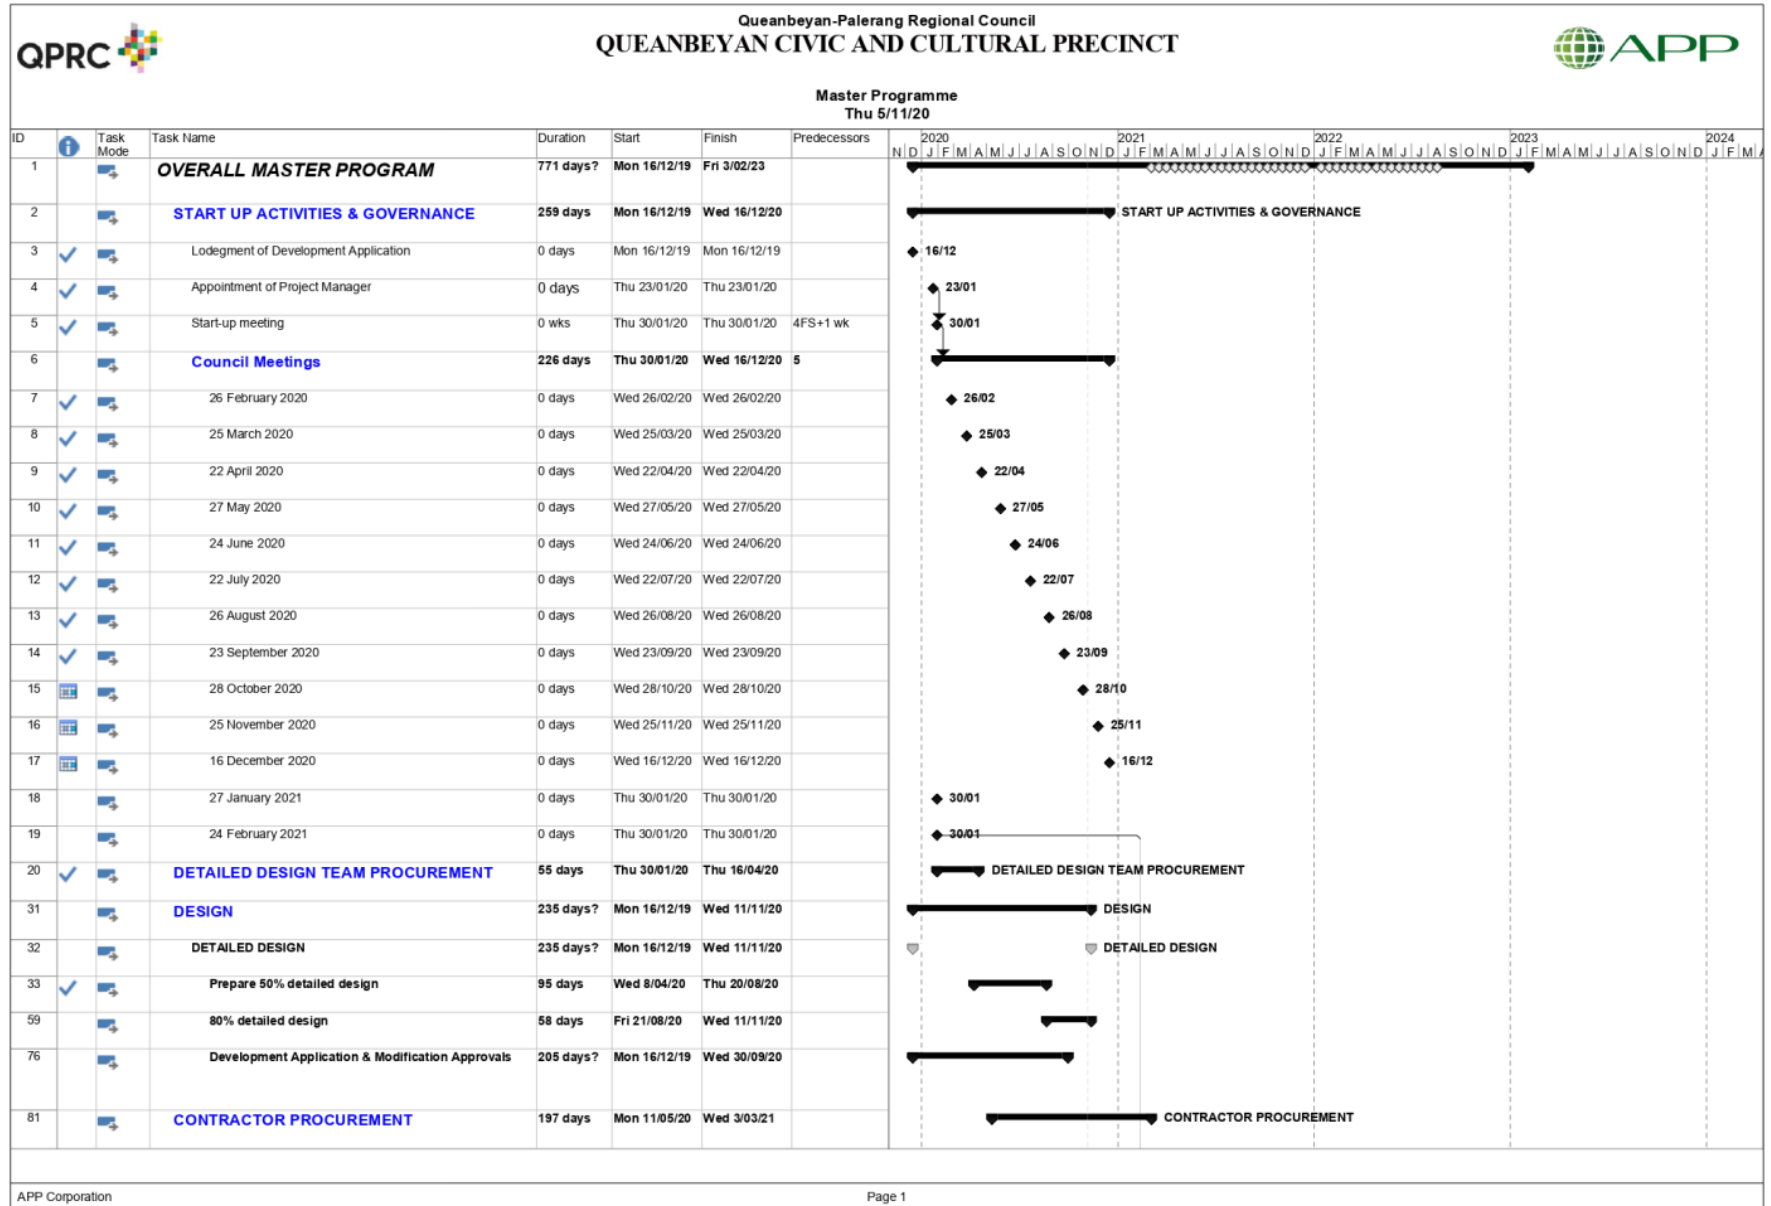 Queanbeyan-Palerang Regional Council
QPRC
QUEANBEYAN CIVIC AND CULTURAL PRECINCT
APP
Master Programme
Thu 5/11/20
ID Task Mode Task Name Duration Start Finish Predecessors
2020 2021 2022 2023 2024
N D J F M A M J J A S O N D J F M A M J J A S O N D J F M A M J J A S O N D J F M A M J J A S O N D J F M A
1 OVERALL MASTER PROGRAM 771 days? Mon 16/12/19 Fri 3/02/23
2 START UP ACTIVITIES & GOVERNANCE 259 days Mon 16/12/19 Wed 16/12/20 START UP ACTIVITIES & GOVERNANCE
3 Lodegment of Development Application 0 days Mon 16/12/19 Mon 16/12/19 16/12
4 Appointment of Project Manager 0 days Thu 23/01/20 Thu 23/01/20 23/01
5 Start-up meeting 0 wks Thu 30/01/20 Thu 30/01/20 4FS+1 wk 30/01
6 Council Meetings 226 days Thu 30/01/20 Wed 16/12/20 5
7 26 February 2020 0 days Wed 26/02/20 Wed 26/02/20 26/02
8 25 March 2020 0 days Wed 25/03/20 Wed 25/03/20 25/03
9 22 April 2020 0 days Wed 22/04/20 Wed 22/04/20 22/04
10 27 May 2020 0 days Wed 27/05/20 Wed 27/05/20 27/05
11 24 June 2020 0 days Wed 24/06/20 Wed 24/06/20 24/06
12 22 July 2020 0 days Wed 22/07/20 Wed 22/07/20 22/07
13 26 August 2020 0 days Wed 26/08/20 Wed 26/08/20 26/08
14 23 September 2020 0 days Wed 23/09/20 Wed 23/09/20 23/09
15 28 October 2020 0 days Wed 28/10/20 Wed 28/10/20 28/10
16 25 November 2020 0 days Wed 25/11/20 Wed 25/11/20 25/11
17 16 December 2020 0 days Wed 16/12/20 Wed 16/12/20 16/12
18 27 January 2021 0 days Thu 30/01/20 Thu 30/01/20 30/01
19 24 February 2021 0 days Thu 30/01/20 Thu 30/01/20 30/01
20 DETAILED DESIGN TEAM PROCUREMENT 55 days Thu 30/01/20 Thu 16/04/20 DETAILED DESIGN TEAM PROCUREMENT
31 DESIGN 235 days? Mon 16/12/19 Wed 11/11/20 DESIGN
32 DETAILED DESIGN 235 days? Mon 16/12/19 Wed 11/11/20 DETAILED DESIGN
33 Prepare 50% detailed design 95 days Wed 8/04/20 Thu 20/08/20
59 80% detailed design 58 days Fri 21/08/20 Wed 11/11/20
76 Development Application & Modification Approvals 205 days? Mon 16/12/19 Wed 30/09/20
81 CONTRACTOR PROCUREMENT 197 days Mon 11/05/20 Wed 3/03/21 CONTRACTOR PROCUREMENT
APP Corporation Page 1